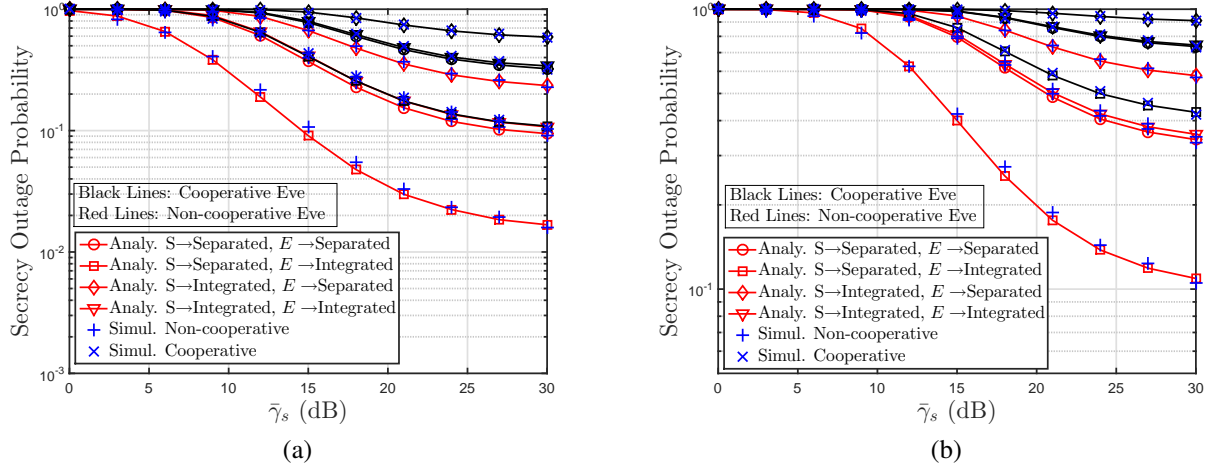 Secrecy Outage Probability
10^0
10^-1
10^-2
10^-3
Black Lines: Cooperative Eve
Red Lines: Non-cooperative Eve
Analy. S→Separated, E →Separated
Analy. S→Separated, E →Integrated
Analy. S→Integrated, E →Separated
Analy. S→Integrated, E →Integrated
Simul. Non-cooperative
Simul. Cooperative
0 5 10 15 20 25 30
γ̄_s (dB)
(a)
Secrecy Outage Probability
10^0
10^-1
Black Lines: Cooperative Eve
Red Lines: Non-cooperative Eve
Analy. S→Separated, E →Separated
Analy. S→Separated, E →Integrated
Analy. S→Integrated, E →Separated
Analy. S→Integrated, E →Integrated
Simul. Non-cooperative
Simul. Cooperative
0 5 10 15 20 25 30
γ̄_s (dB)
(b)